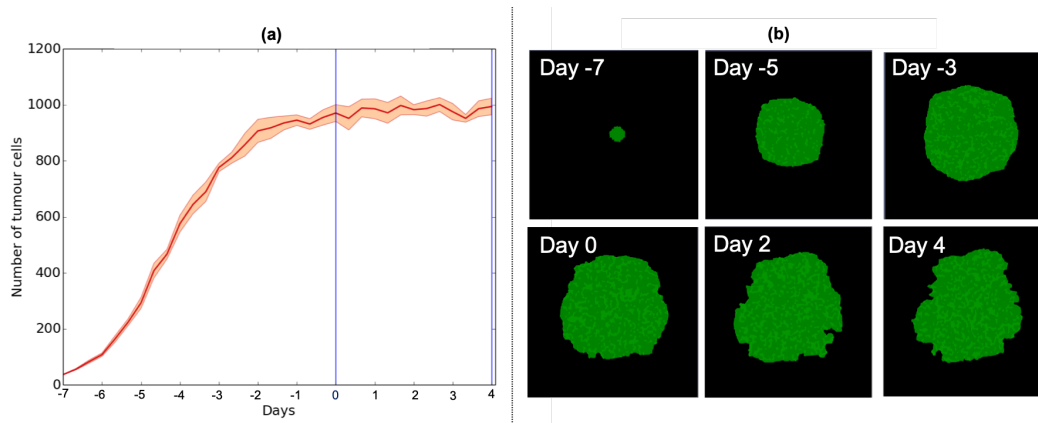 (a)
1200
1000
800
600
400
200
0
Number of tumour cells
-7 -6 -5 -4 -3 -2 -1 0 1 2 3 4
Days
(b)
Day -7 Day -5 Day -3
Day 0 Day 2 Day 4